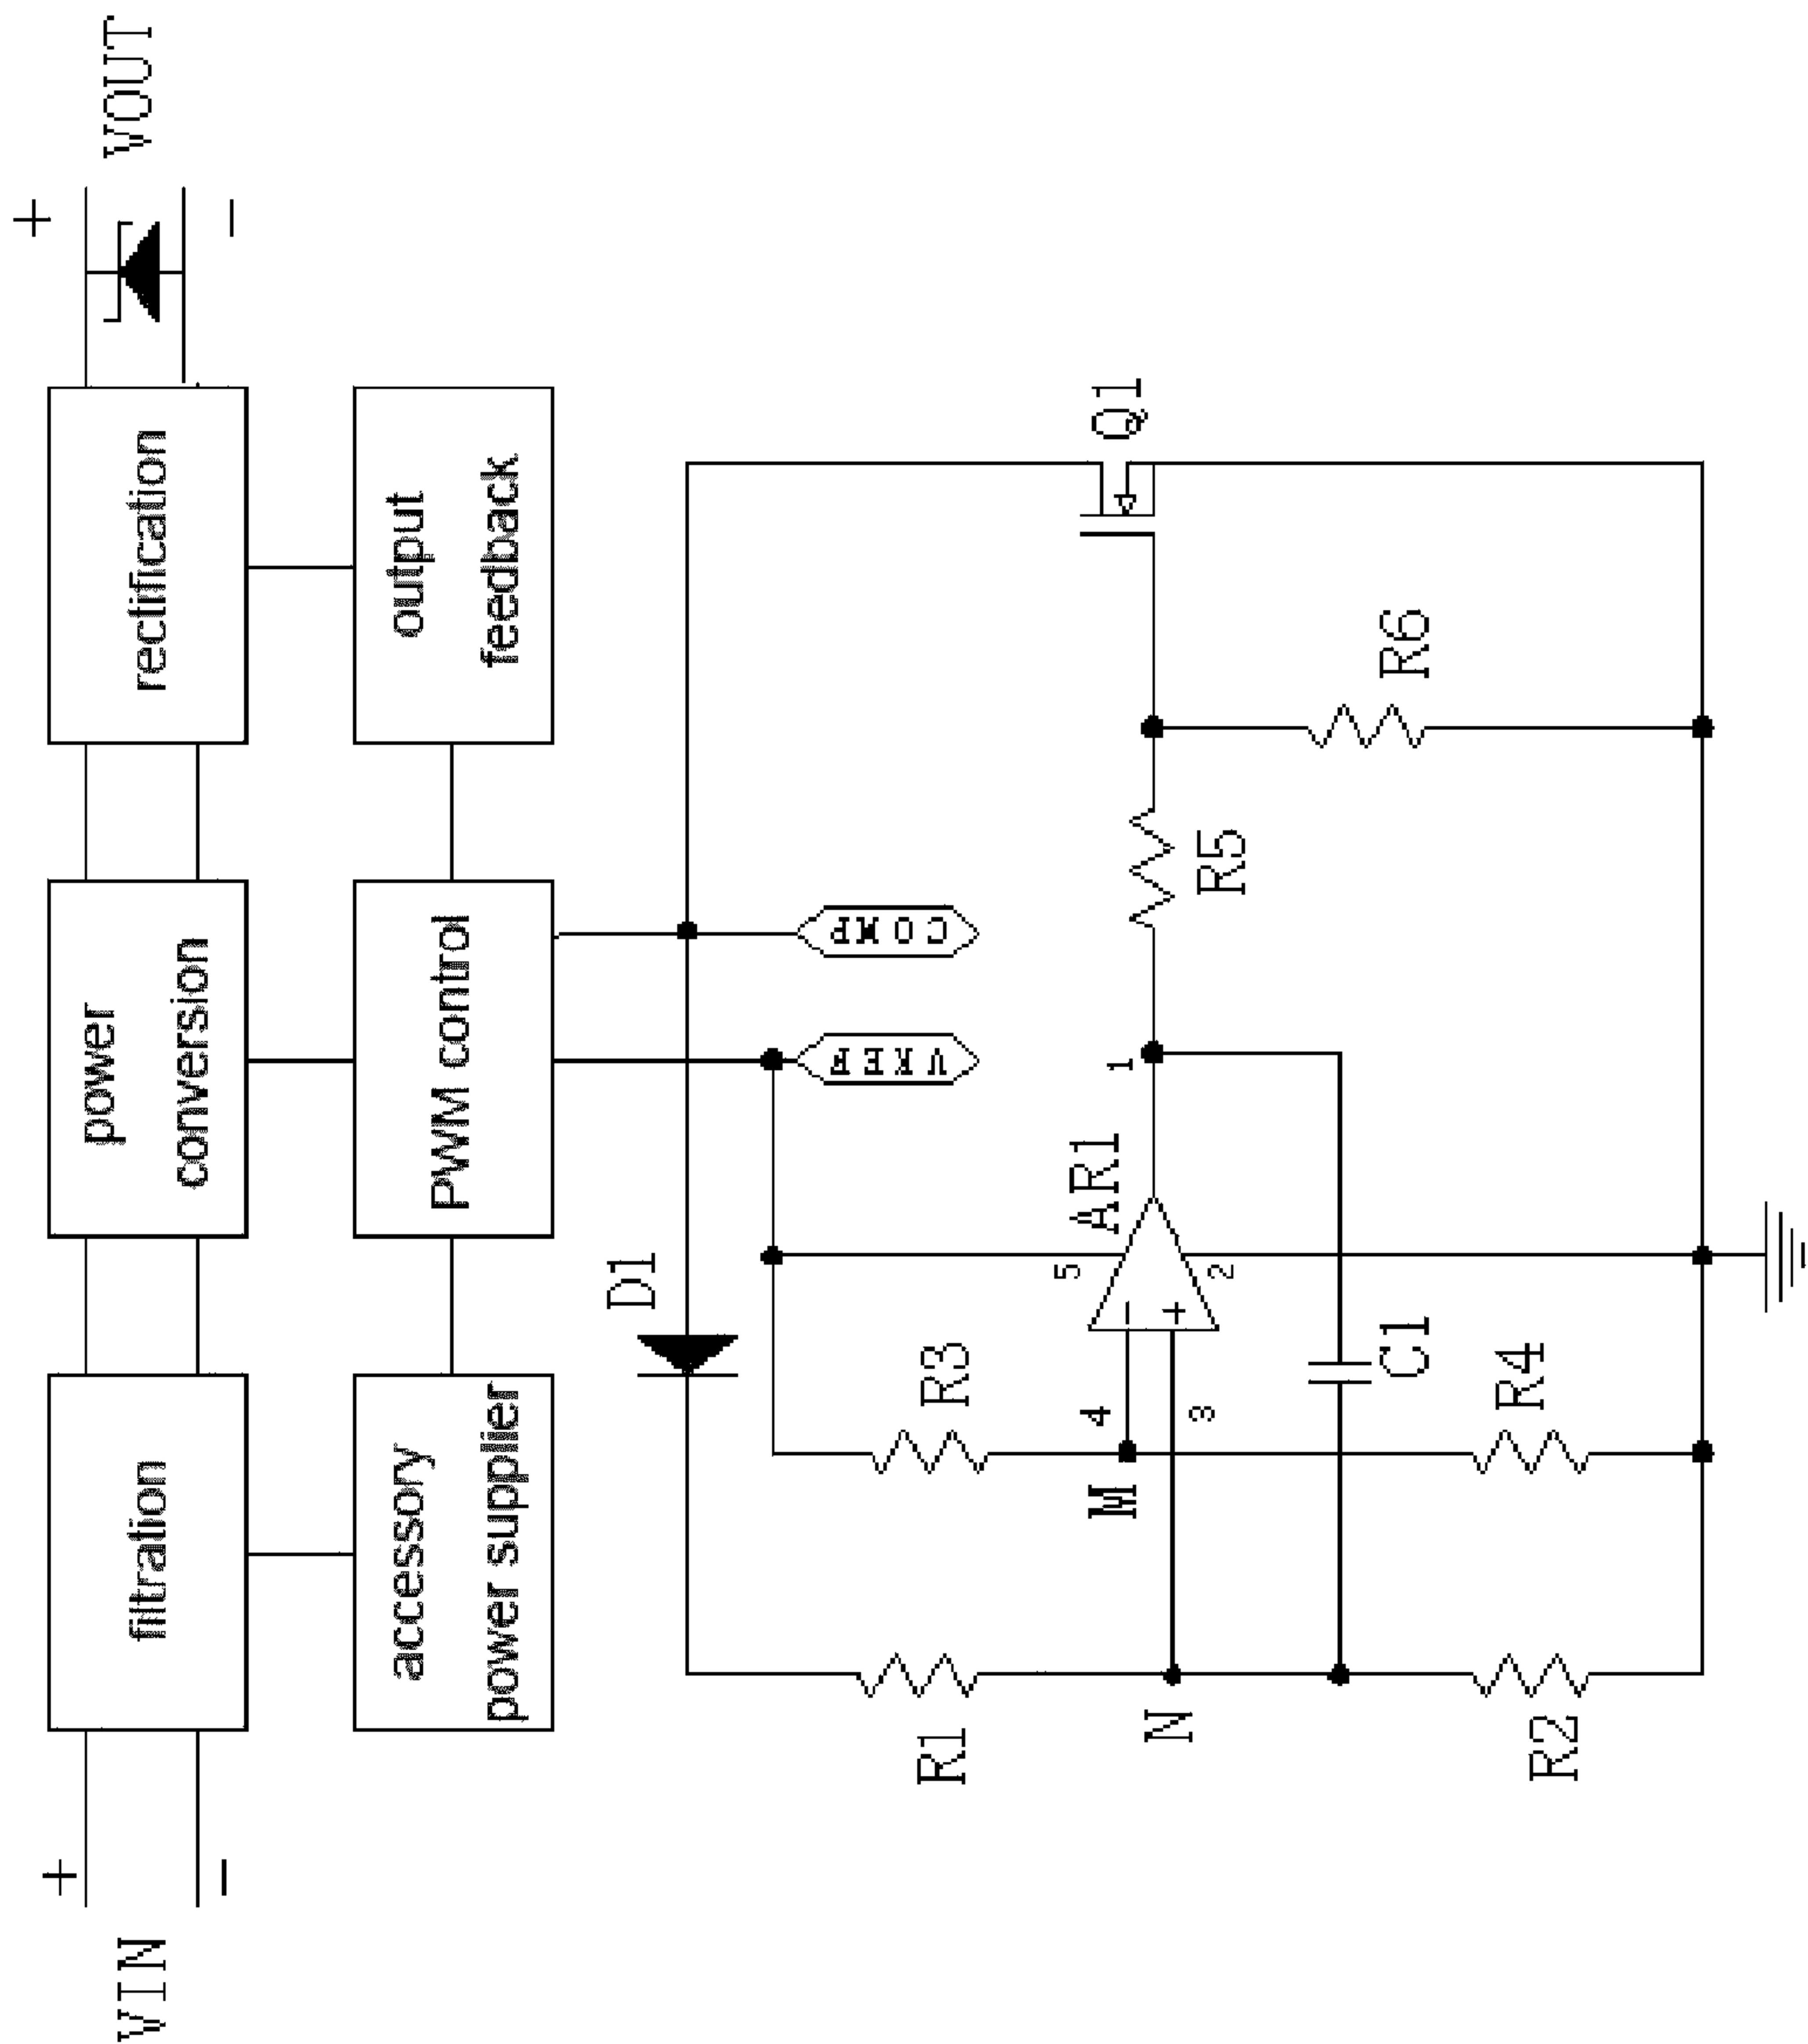 VIN
+
-
filtration
power
conversion
rectification
+
-
VOUT
accessory
power supplier
PWM control
output
feedback
D1
VREF
COMP
R1
R3
AR1
Q1
N
M
4
3
5
2
1
R5
R6
C1
R2
R4
-
+